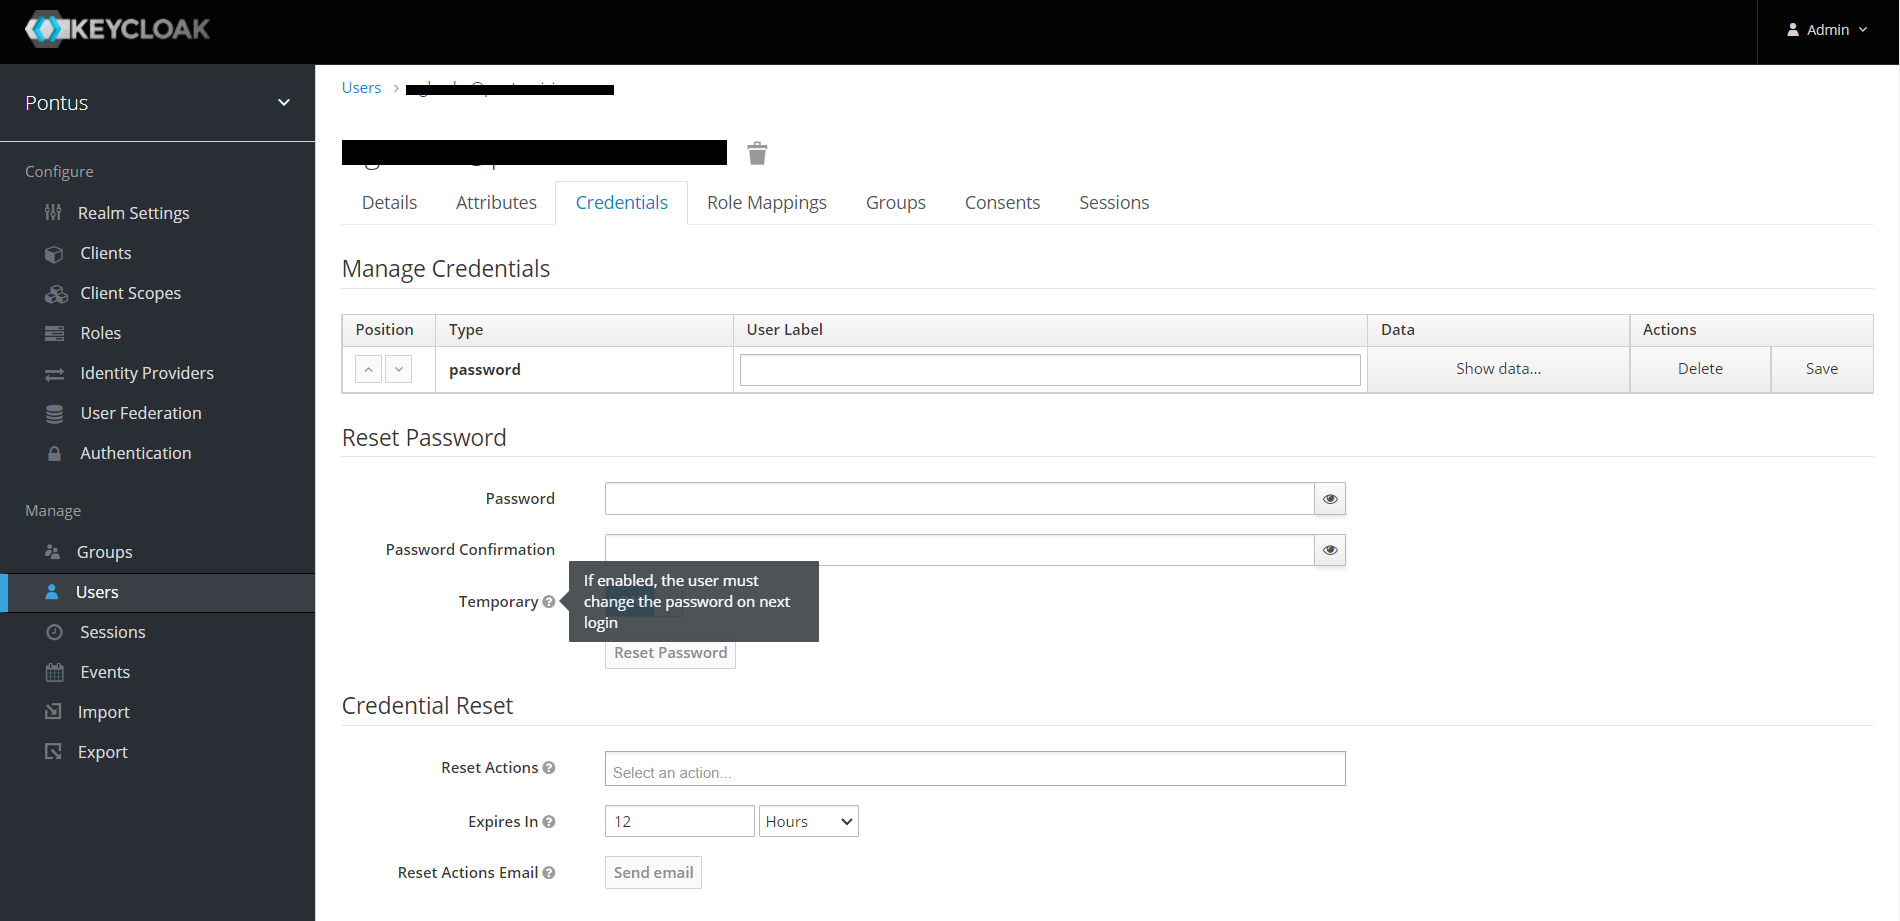 KEYCLOAK
Admin
Pontus
Configure
Realm Settings
Clients
Client Scopes
Roles
Identity Providers
User Federation
Authentication
Manage
Groups
Users
Sessions
Events
Import
Export
Users
Details Attributes Credentials Role Mappings Groups Consents Sessions
Manage Credentials
Position Type User Label Data Actions
password Show data... Delete Save
Reset Password
Password
Password Confirmation
Temporary
If enabled, the user must
change the password on next
login
Reset Password
Credential Reset
Reset Actions Select an action...
Expires In 12 Hours
Reset Actions Email Send email